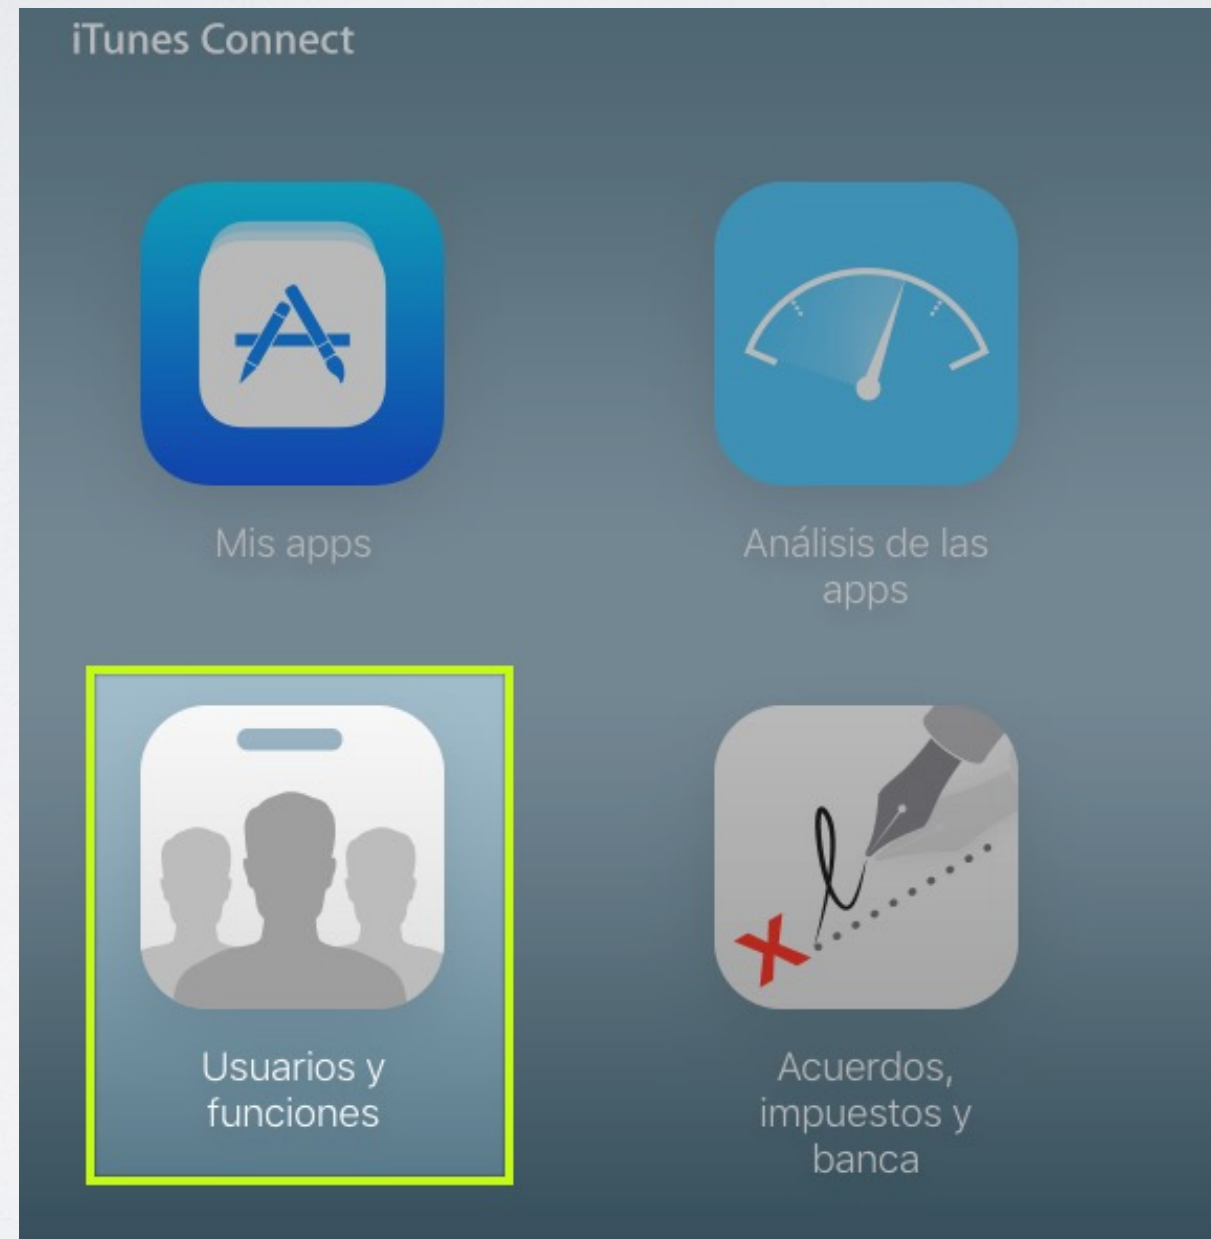 iTunes Connect
Mis apps
Análisis de las
apps
Usuarios y
funciones
Acuerdos,
impuestos y
banca